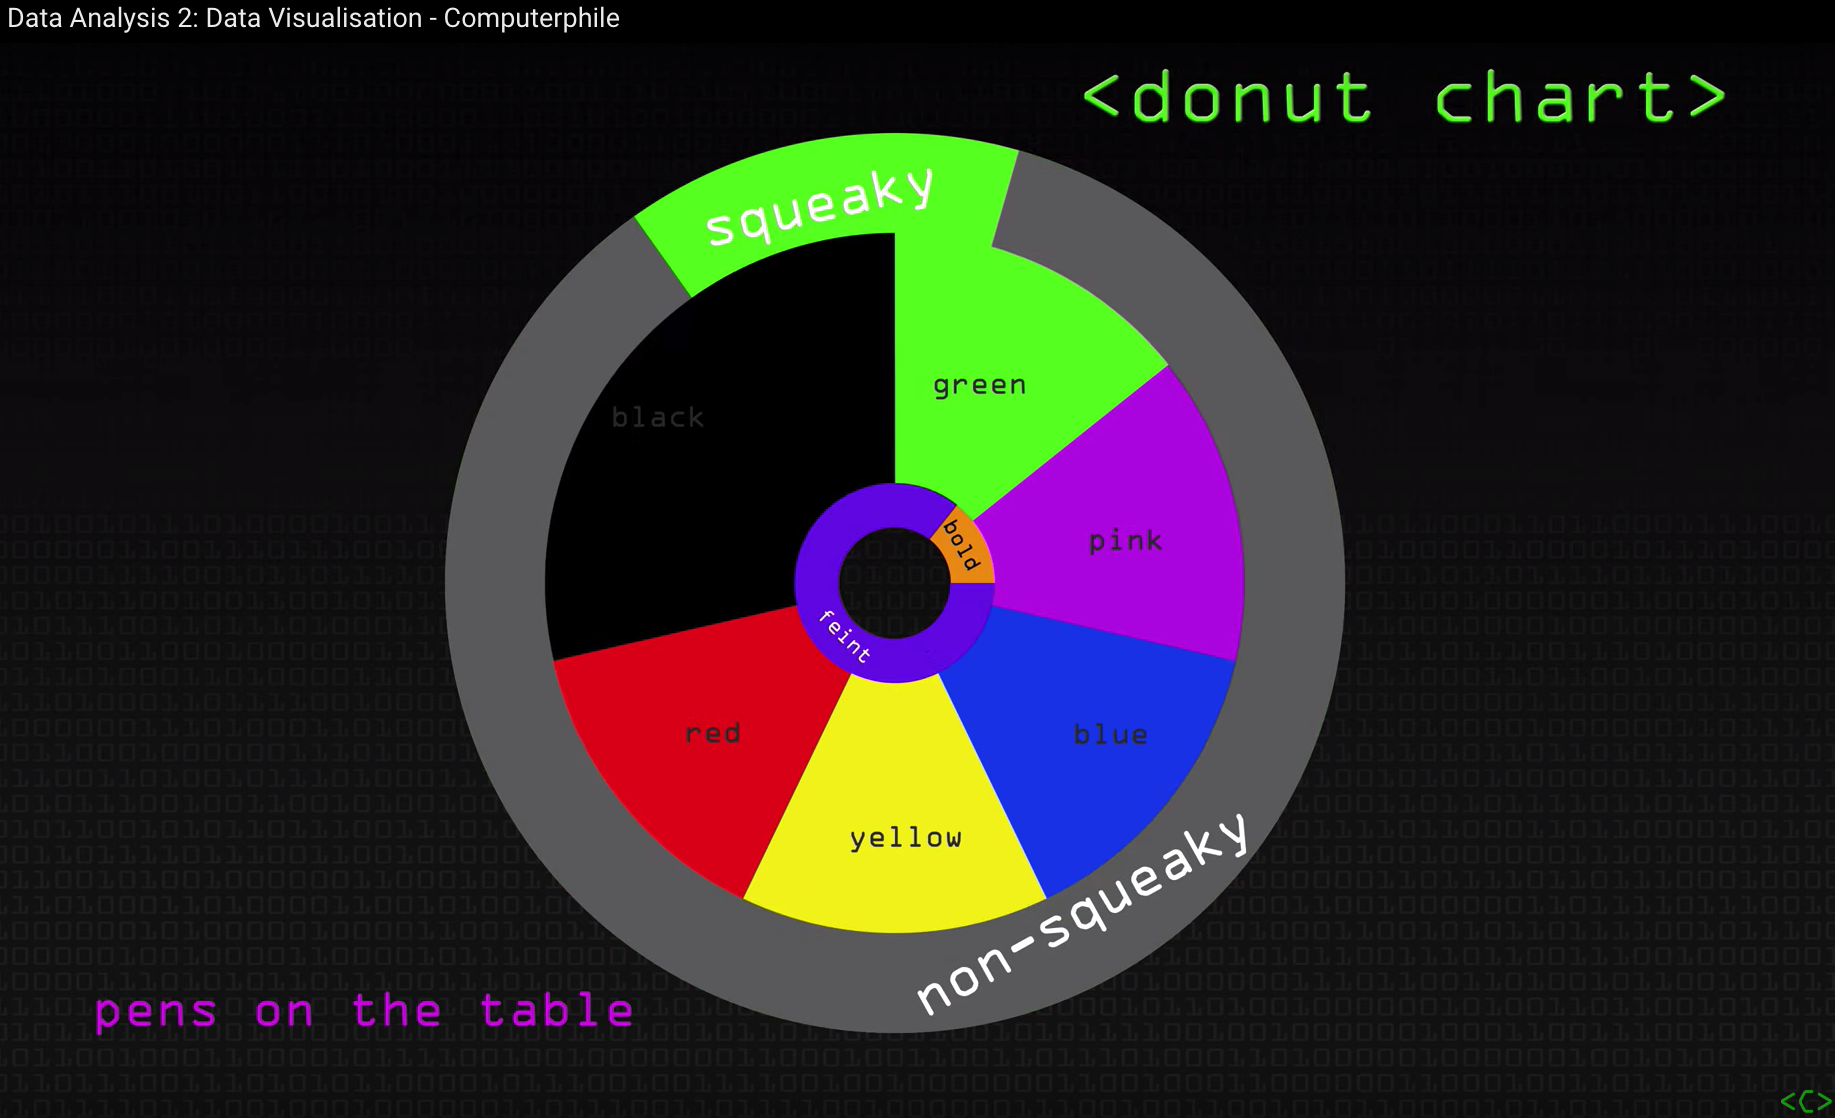 Data Analysis 2: Data Visualisation - Computerphile
<donut chart>
squeaky
green
black
bold
pink
feint
red
blue
yellow
non-squeaky
pens on the table
<C>